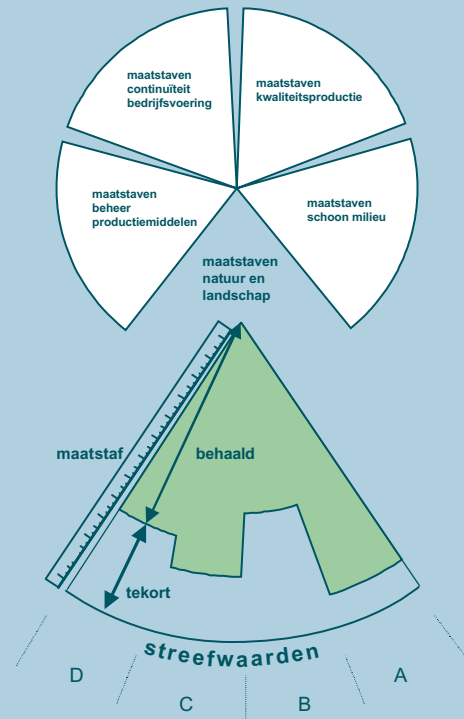 maatstaven
continuïteit
bedrijfsvoering
maatstaven
kwaliteitsproductie
maatstaven
beheer
productiemiddelen
maatstaven
schoon milieu
maatstaven
natuur en
landschap
maatstaf
behaald
tekort
streefwaarden
D
C
B
A